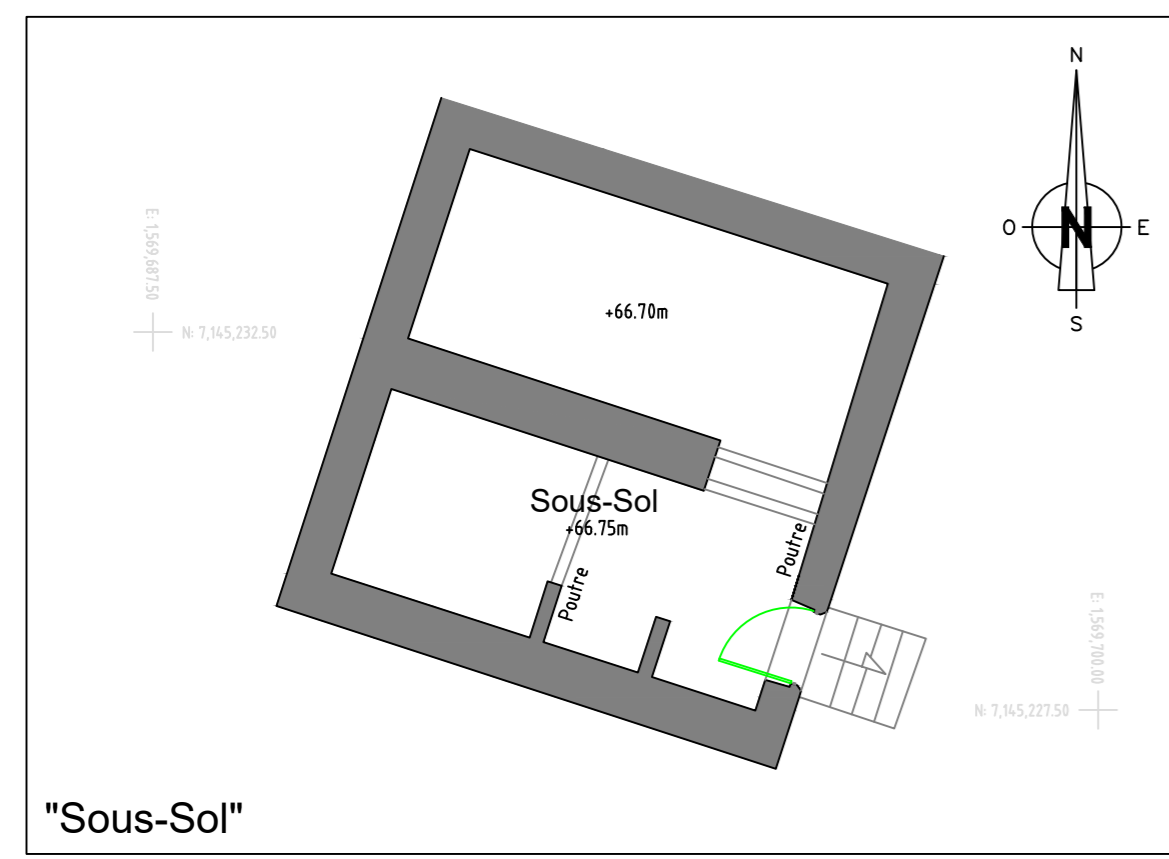 N
O
N
E
S
E: 1,569,687.50
N: 7,145,232.50
+66.70m
Sous-Sol
+66.75m
Poutre
Poutre
E: 1,569,700.00
N: 7,145,227.50
"Sous-Sol"